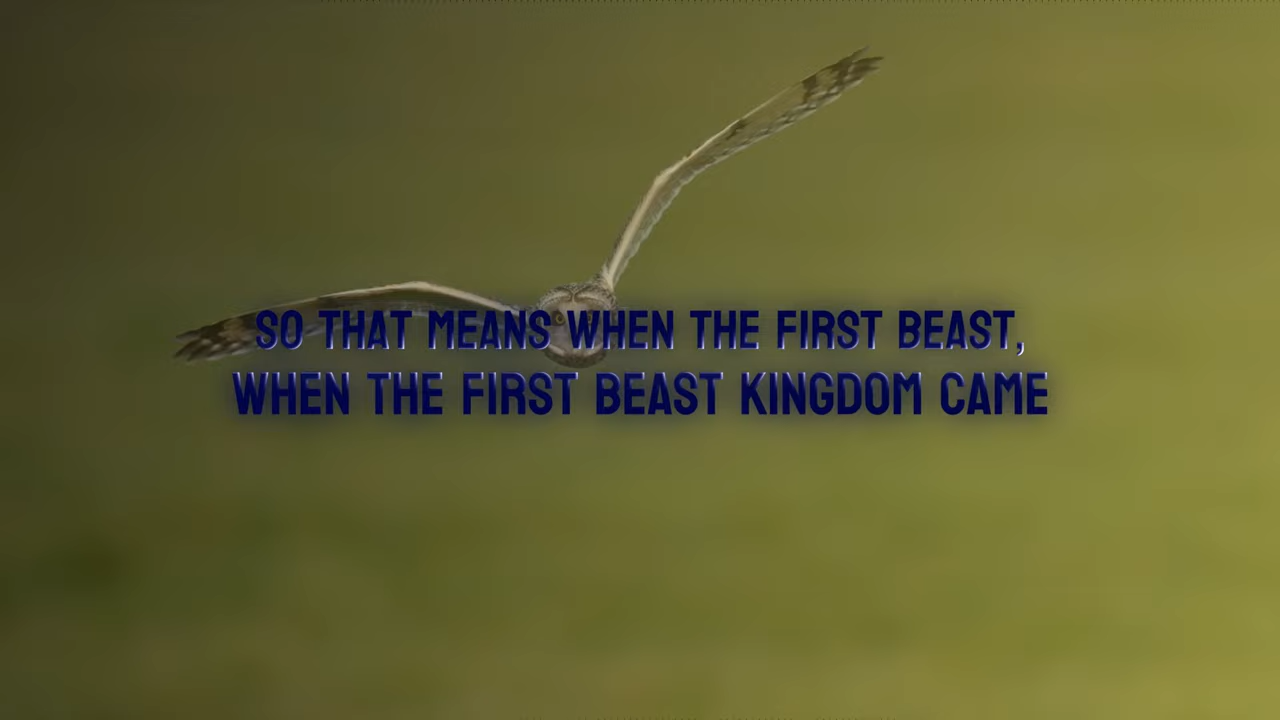 SO THAT MEANS WHEN THE FIRST BEAST,
WHEN THE FIRST BEAST KINGDOM CAME